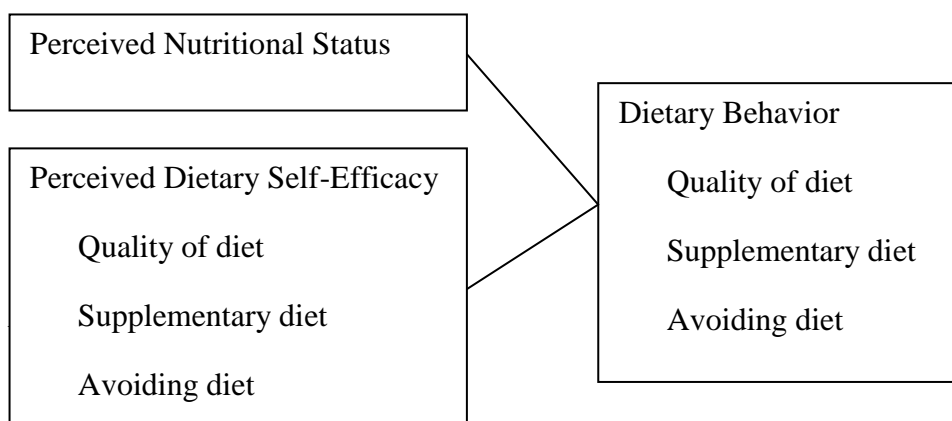 Perceived Nutritional Status
Perceived Dietary Self-Efficacy
Quality of diet
Supplementary diet
Avoiding diet
Dietary Behavior
Quality of diet
Supplementary diet
Avoiding diet